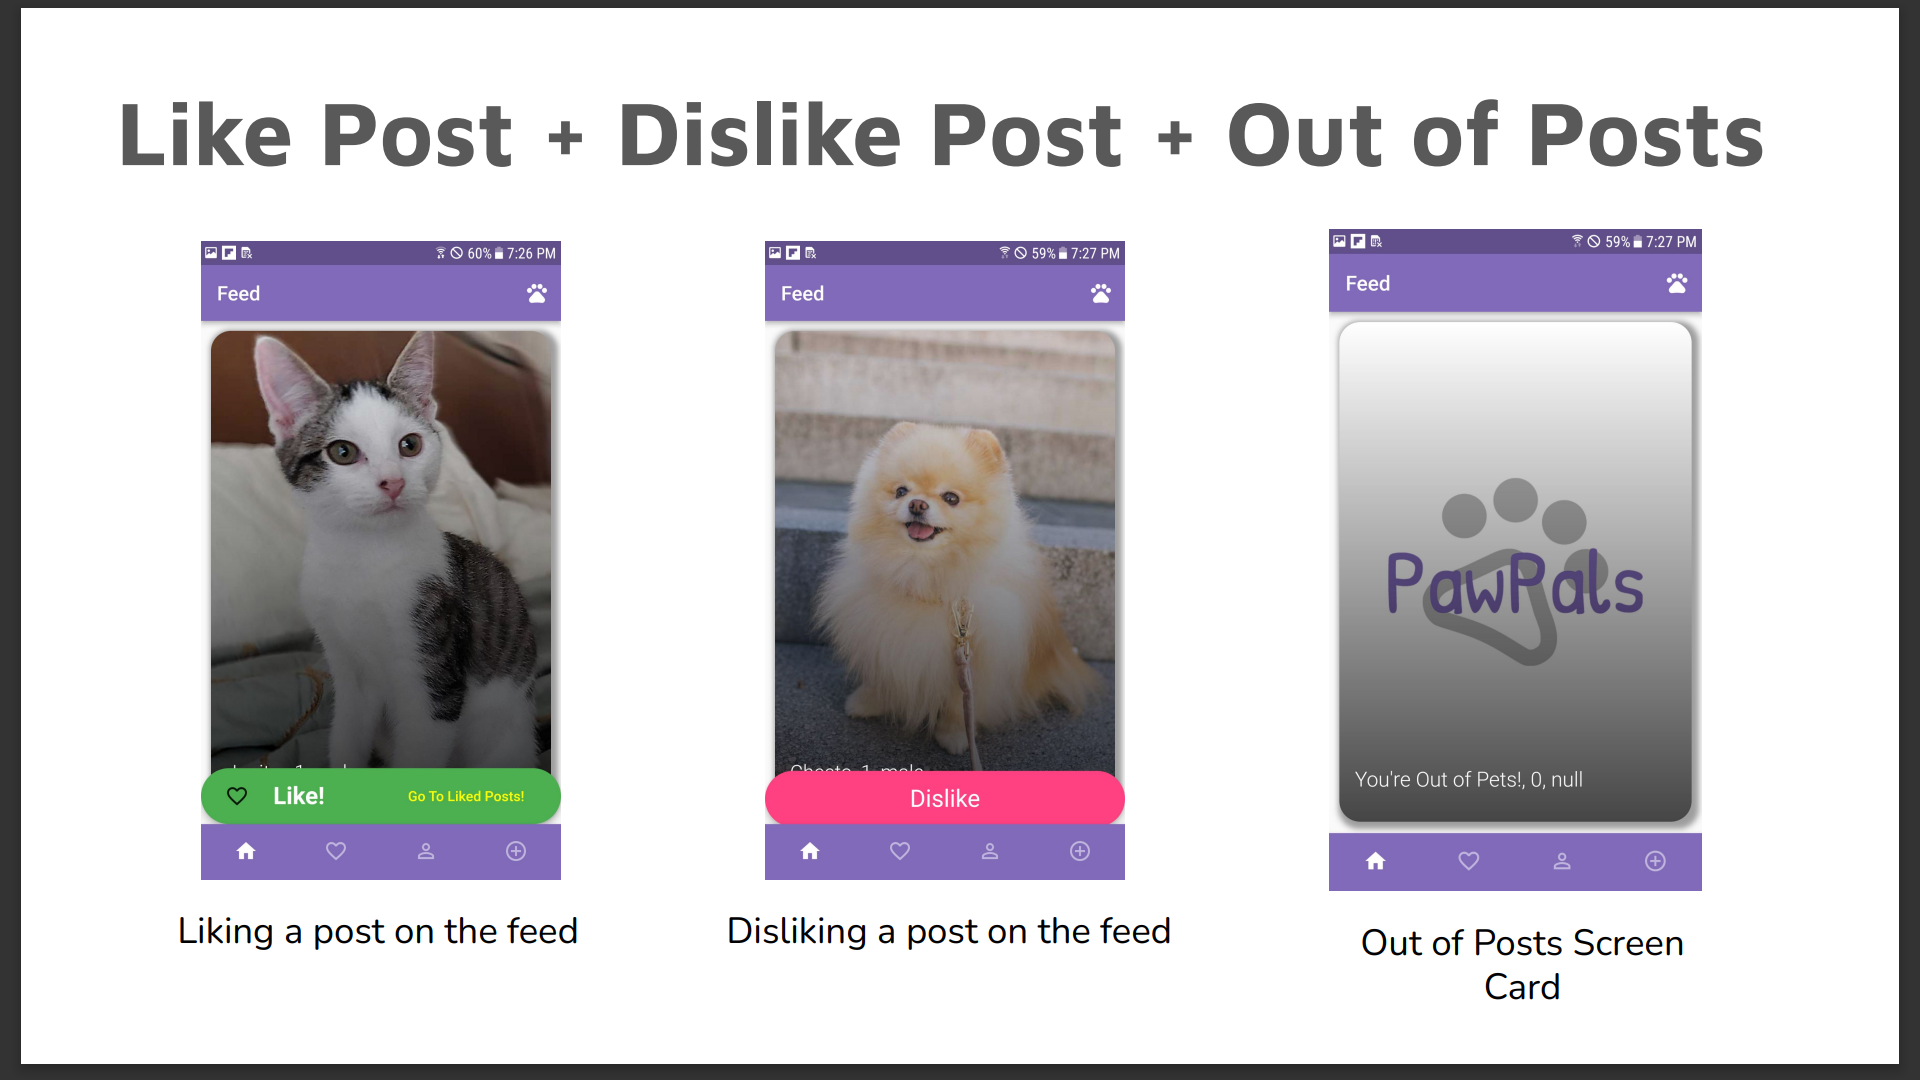 Like Post + Dislike Post + Out of Posts
60% 7:26 PM
Feed
Like! Go To Liked Posts!
Liking a post on the feed
59% 7:27 PM
Feed
Dislike
Disliking a post on the feed
59% 7:27 PM
Feed
PawPals
You're Out of Pets!, 0, null
Out of Posts Screen
Card